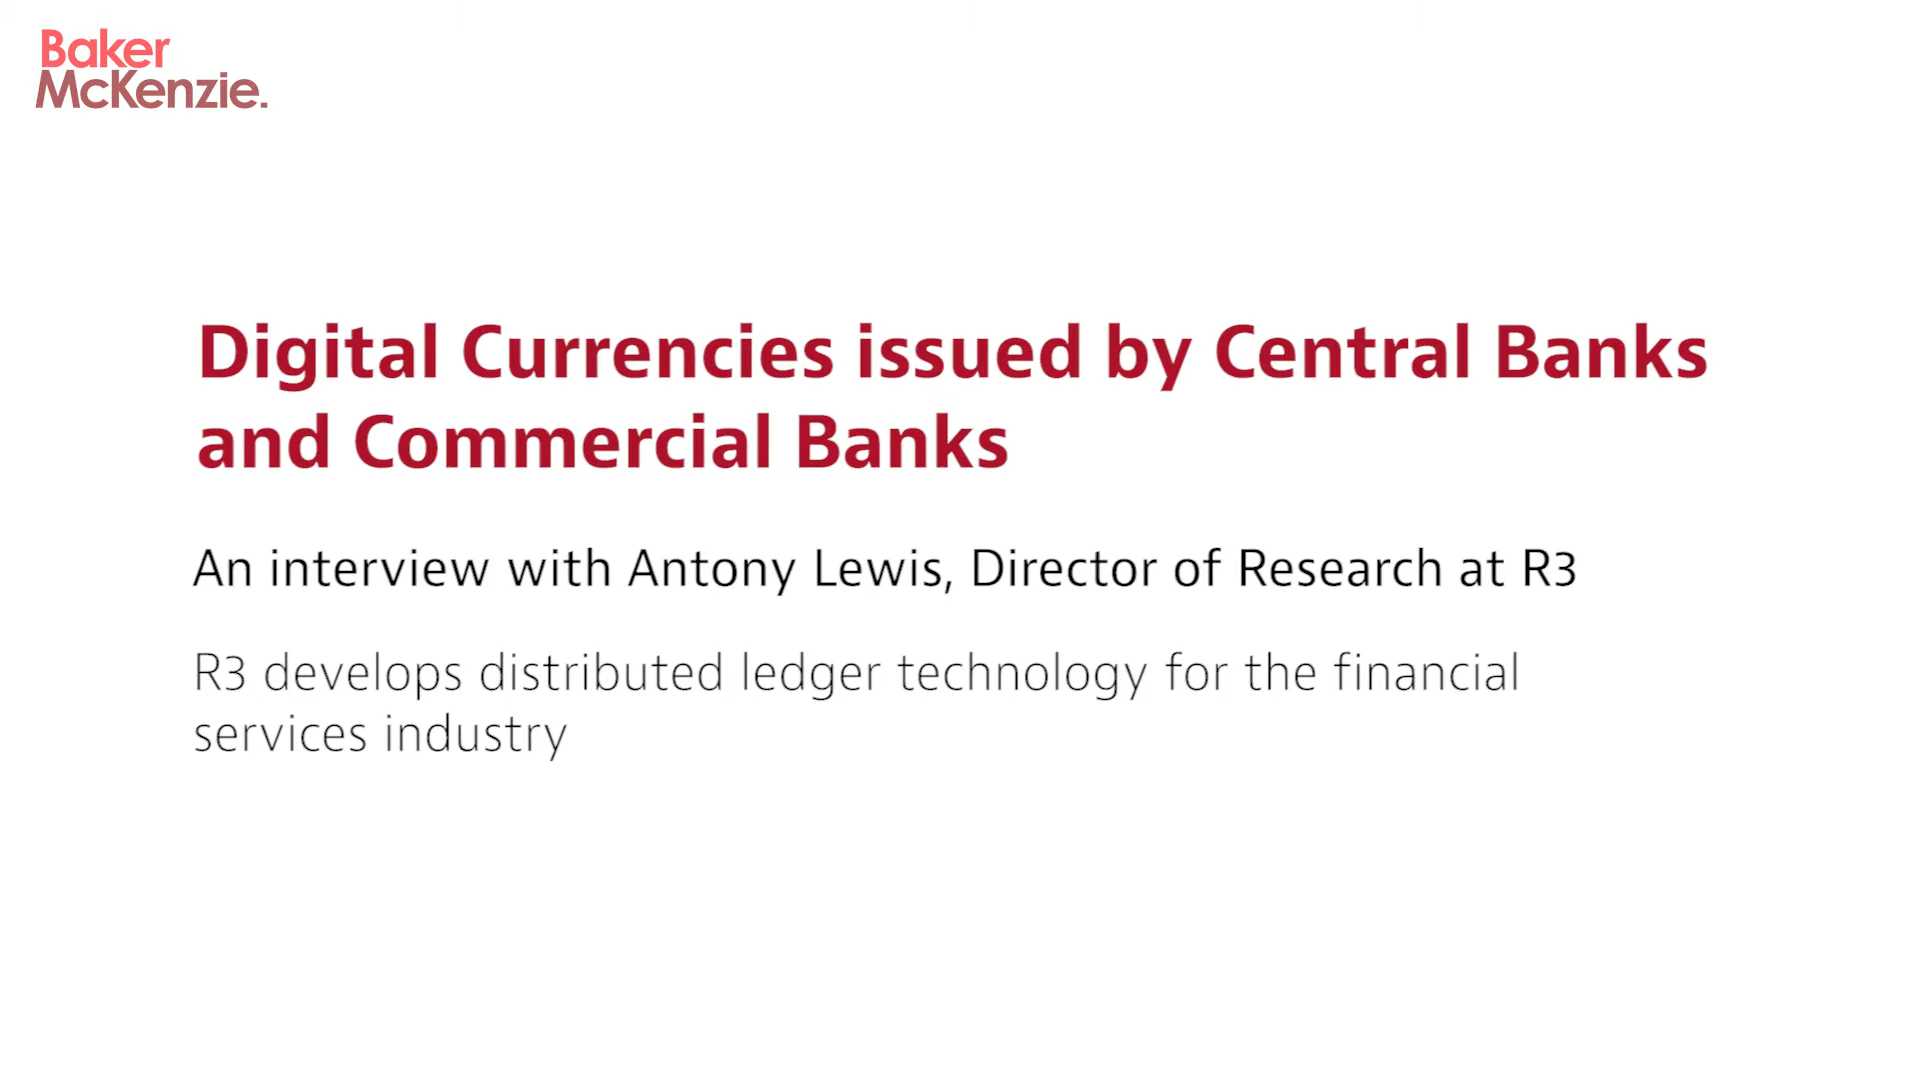 Baker
McKenzie.
Digital Currencies issued by Central Banks
and Commercial Banks
An interview with Antony Lewis, Director of Research at R3
R3 develops distributed ledger technology for the financial
services industry